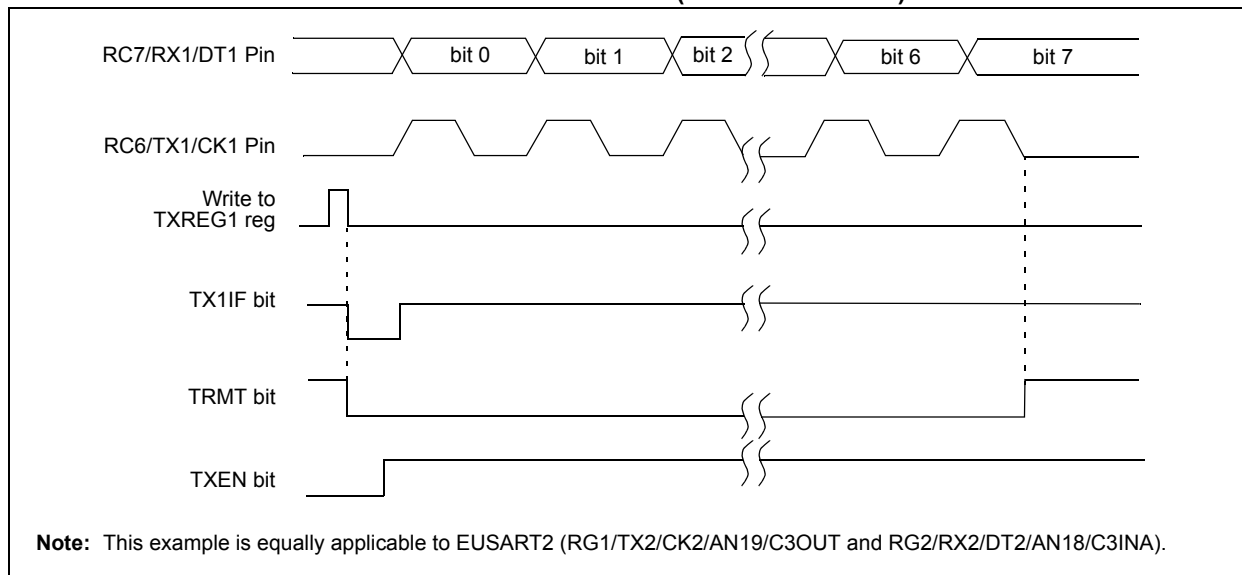 RC7/RX1/DT1 Pin
bit 0
bit 1
bit 2
bit 6
bit 7
RC6/TX1/CK1 Pin
Write to
TXREG1 reg
TX1IF bit
TRMT bit
TXEN bit
Note: This example is equally applicable to EUSART2 (RG1/TX2/CK2/AN19/C3OUT and RG2/RX2/DT2/AN18/C3INA).